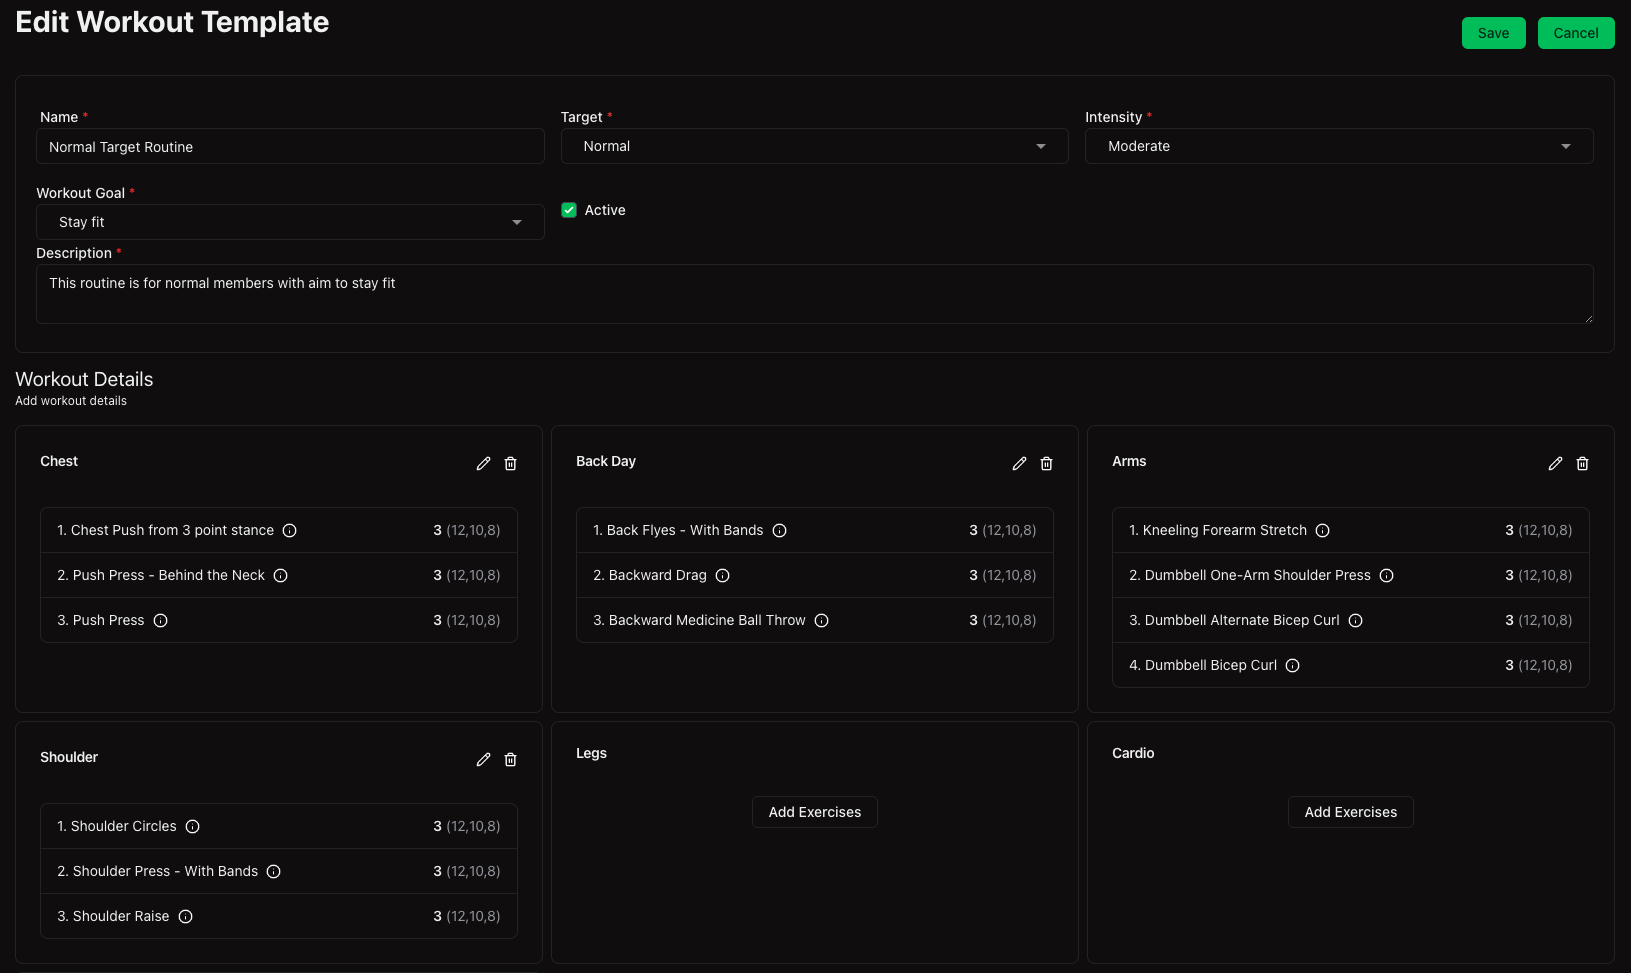 Edit Workout Template
Save Cancel
Name * Target * Intensity *
Normal Target Routine Normal Moderate
Workout Goal *
Stay fit Active
Description *
This routine is for normal members with aim to stay fit
Workout Details
Add workout details
Chest
1. Chest Push from 3 point stance 3 (12,10,8)
2. Push Press - Behind the Neck 3 (12,10,8)
3. Push Press 3 (12,10,8)
Back Day
1. Back Flyes - With Bands 3 (12,10,8)
2. Backward Drag 3 (12,10,8)
3. Backward Medicine Ball Throw 3 (12,10,8)
Arms
1. Kneeling Forearm Stretch 3 (12,10,8)
2. Dumbbell One-Arm Shoulder Press 3 (12,10,8)
3. Dumbbell Alternate Bicep Curl 3 (12,10,8)
4. Dumbbell Bicep Curl 3 (12,10,8)
Shoulder
1. Shoulder Circles 3 (12,10,8)
2. Shoulder Press - With Bands 3 (12,10,8)
3. Shoulder Raise 3 (12,10,8)
Legs
Add Exercises
Cardio
Add Exercises